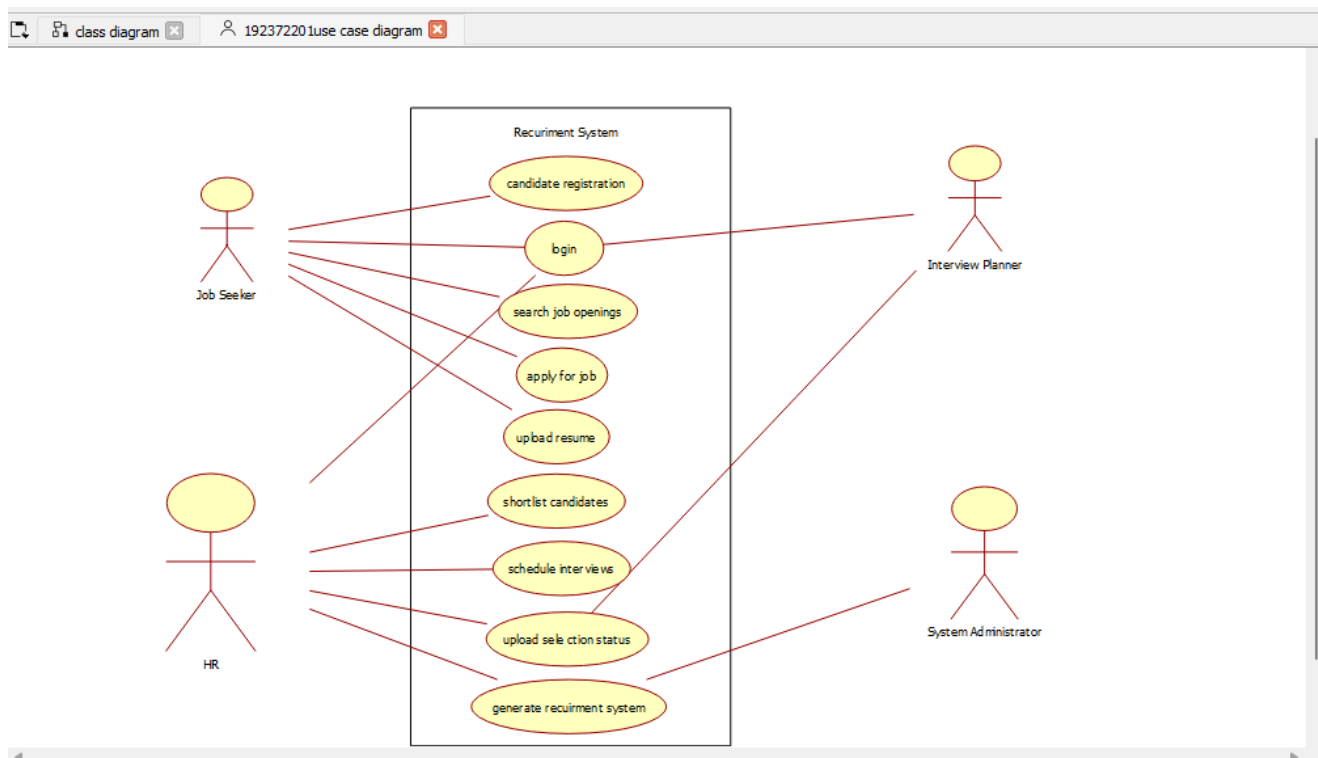 class diagram
192372201use case diagram
Recuriment System
candidate registration
login
search job openings
apply for job
upload resume
shortlist candidates
schedule interviews
upload sele ction status
generate recuirment system
Job Seeker
HR
Interview Planner
System Administrator